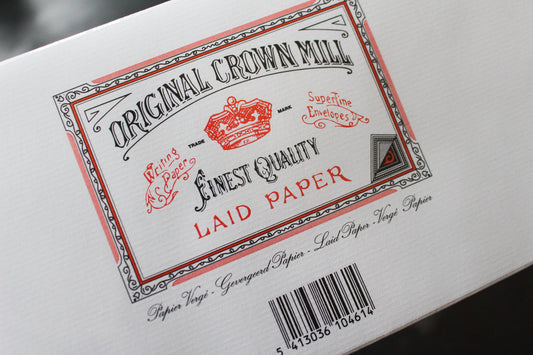 ORIGINAL CROWN MILL
TRADE MARK
Writing
Paper
Superfine
Envelopes
FINEST QUALITY
LAID PAPER
Papier Vergé - Gevergeerd Papier - Laid Paper - Vergé Papier
5 413036 104614